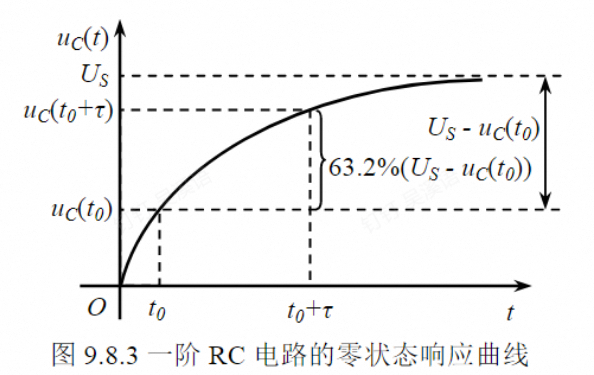 u_C(t)
U_S
u_C(t_0+τ)
U_S - u_C(t_0)
63.2%(U_S - u_C(t_0))
u_C(t_0)
O
t_0
t_0+τ
t
图 9.8.3 一阶 RC 电路的零状态响应曲线